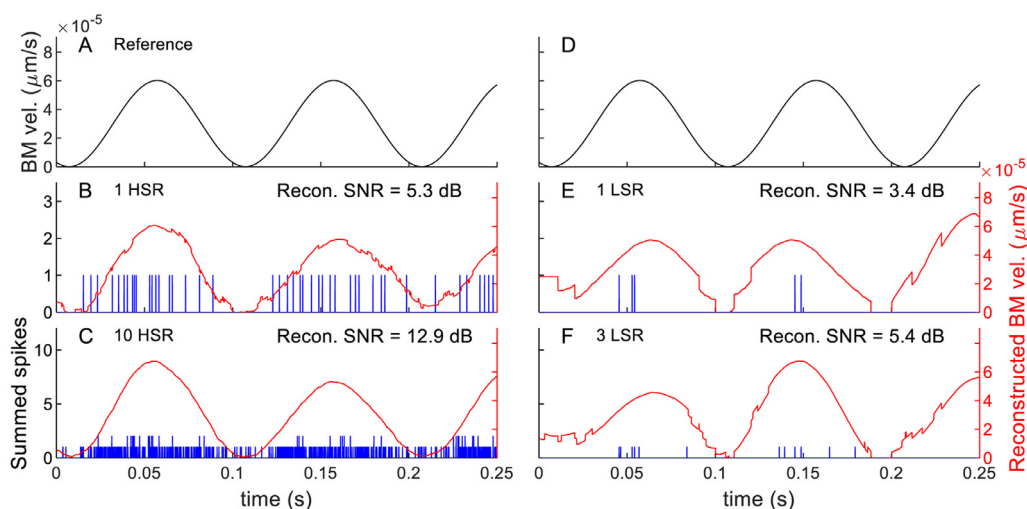 ×10⁻⁵
A Reference
BM vel. (μm/s)
8
6
4
2
0
D
B 1 HSR Recon. SNR = 5.3 dB
3
2
1
0
E 1 LSR Recon. SNR = 3.4 dB
×10⁻⁵
8
6
4
2
0
C 10 HSR Recon. SNR = 12.9 dB
10
5
0
F 3 LSR Recon. SNR = 5.4 dB
8
6
4
2
0
Summed spikes
Reconstructed BM vel. (μm/s)
0 0.05 0.1 0.15 0.2 0.25
time (s)
0 0.05 0.1 0.15 0.2 0.25
time (s)